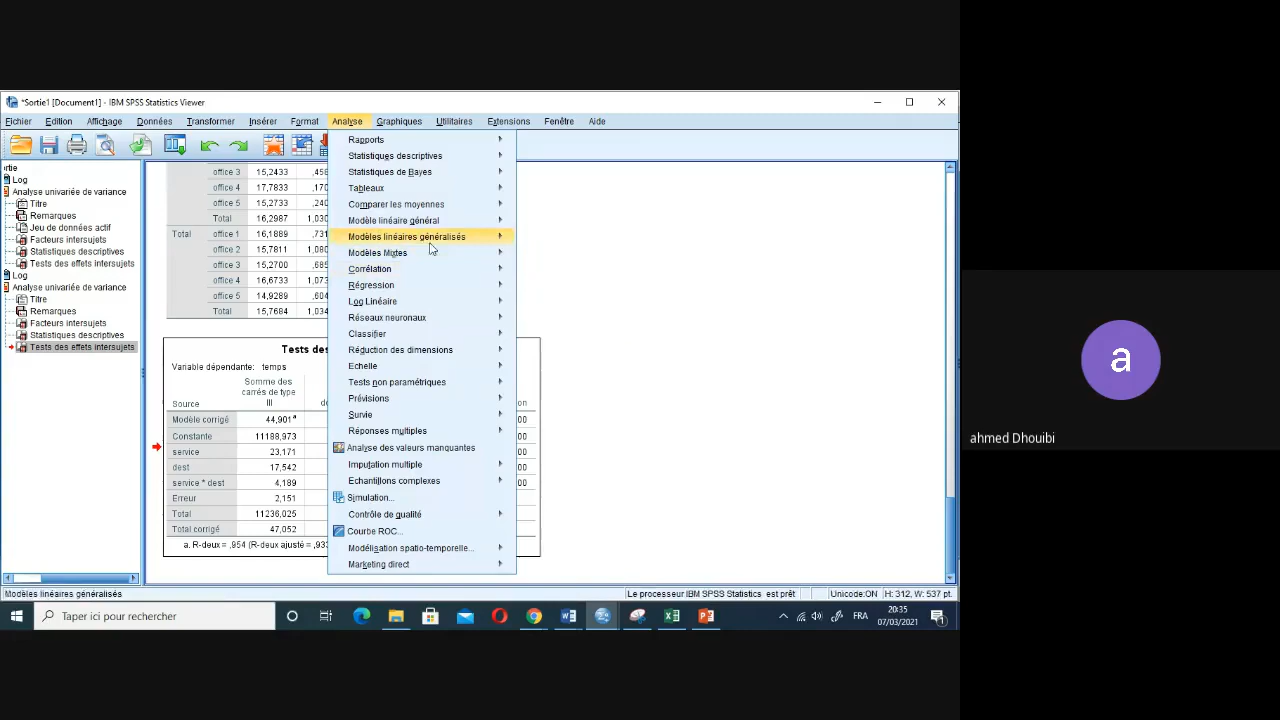 *Sortie1 [Document1] - IBM SPSS Statistics Viewer
Fichier Edition Affichage Données Transformer Insérer Format Analyse Graphiques Utilitaires Extensions Fenêtre Aide
Log
Analyse univariée de variance
Titre
Remarques
Jeu de données actif
Facteurs intersujets
Statistiques descriptives
Tests des effets intersujets
Log
Analyse univariée de variance
Titre
Remarques
Facteurs intersujets
Statistiques descriptives
Tests des effets intersujets
office 3 15,2433
office 4 17,7833
office 5 15,2733
Total 16,2987
Total office 1 16,1889
office 2 15,7811
office 3 15,2700
office 4 16,6733
office 5 14,9289
Total 15,7684
Variable dépendante: temps
Source
Somme des
carrés de type
III
Modèle corrigé 44,901a
Constante 11188,973
service 23,171
dest 17,542
service * dest 4,189
Erreur 2,151
Total 11236,025
Total corrigé 47,052
a. R-deux = ,954 (R-deux ajusté =
Rapports
Statistiques descriptives
Statistiques de Bayes
Tableaux
Comparer les moyennes
Modèle linéaire général
Modèles linéaires généralisés
Modèles Mixtes
Corrélation
Régression
Log Linéaire
Réseaux neuronaux
Classifier
Réduction des dimensions
Echelle
Tests non paramétriques
Prévisions
Survie
Réponses multiples
Analyse des valeurs manquantes
Imputation multiple
Echantillons complexes
Simulation...
Contrôle de qualité
Courbe ROC...
Modélisation spatio-temporelle...
Marketing direct
Modèles linéaires généralisés
Le processeur IBM SPSS Statistics est prêt
Unicode:ON H: 312, W: 537 pt.
Taper ici pour rechercher
FRA
20:35
07/03/2021
a
ahmed Dhouibi